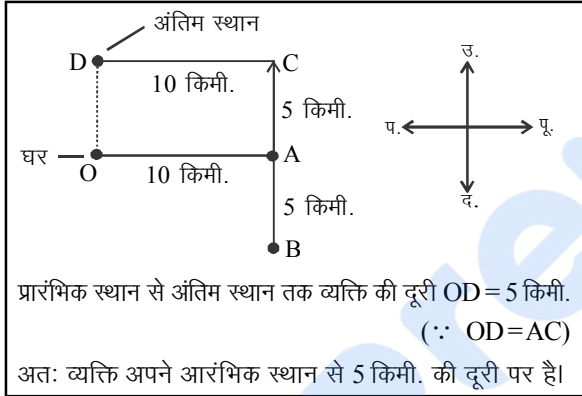 अंतिम स्थान
D
C
10 किमी.
5 किमी.
उ.
प.
पू.
द.
घर
O
A
10 किमी.
5 किमी.
B
प्रारंभिक स्थान से अंतिम स्थान तक व्यक्ति की दूरी OD = 5 किमी.
(∵ OD=AC)
अतः व्यक्ति अपने आरंभिक स्थान से 5 किमी. की दूरी पर है।